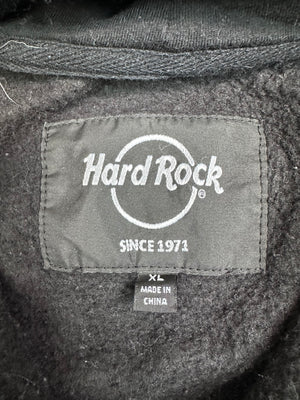 Hard Rock®
SINCE 1971
XL
MADE IN
CHINA